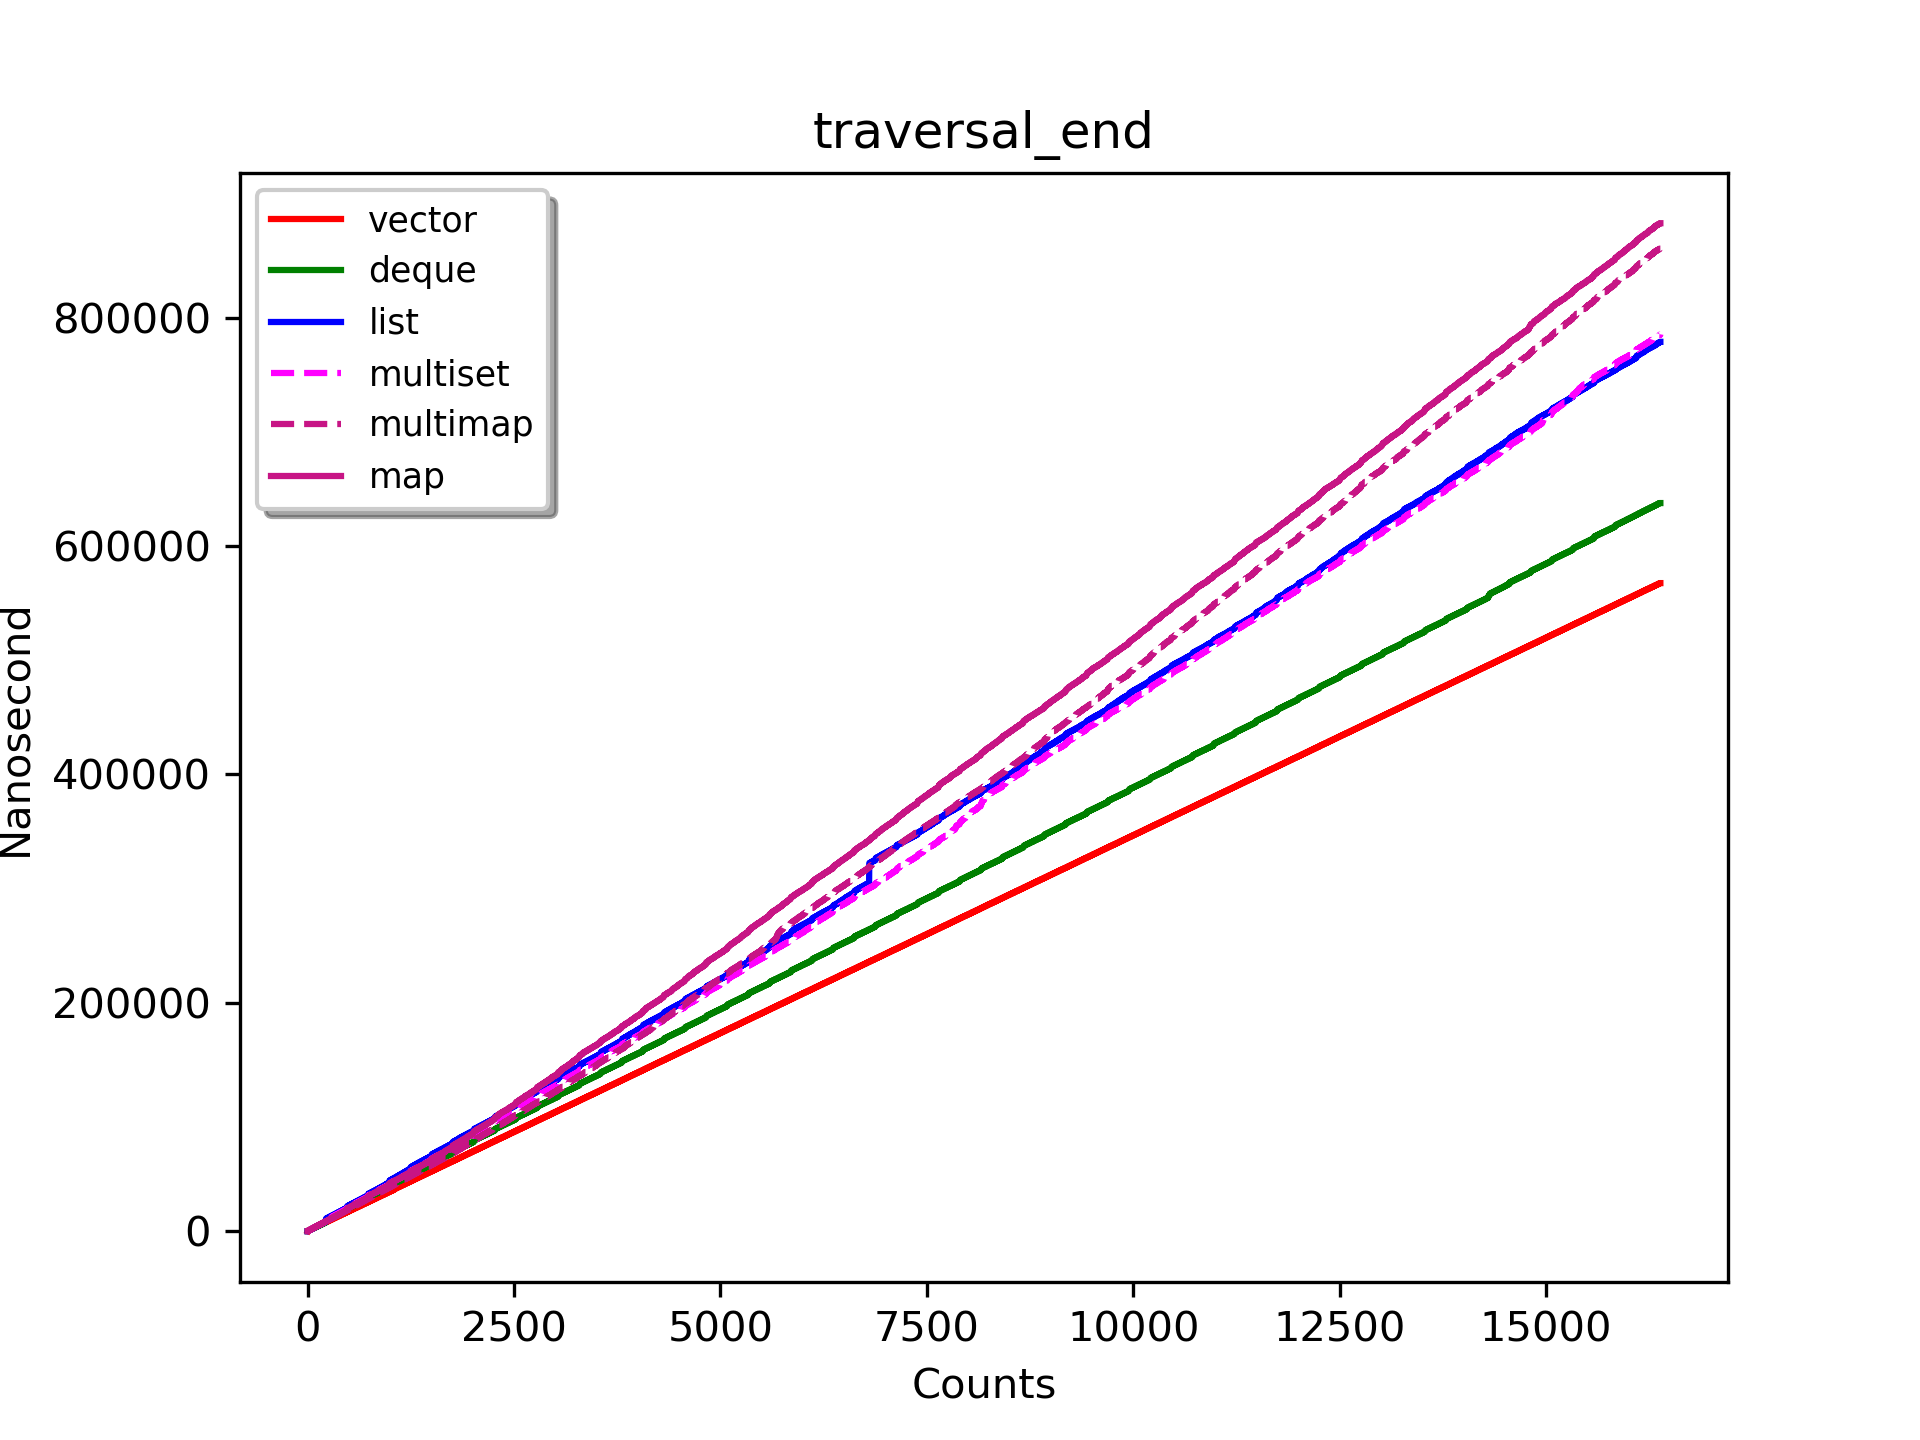 traversal_end
vector
deque
list
multiset
multimap
map
800000
600000
400000
200000
0
Nanosecond
0 2500 5000 7500 10000 12500 15000
Counts